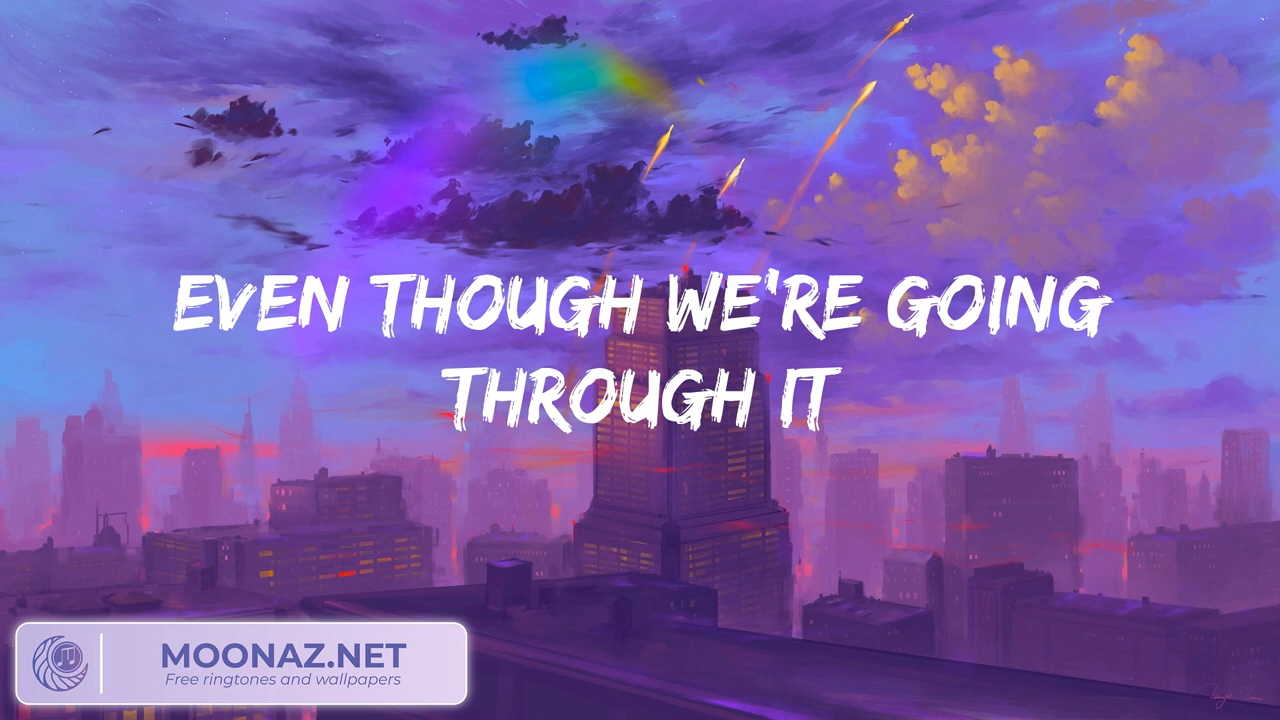 EVEN THOUGH WE'RE GOING
THROUGH IT
MOONAZ.NET
Free ringtones and wallpapers